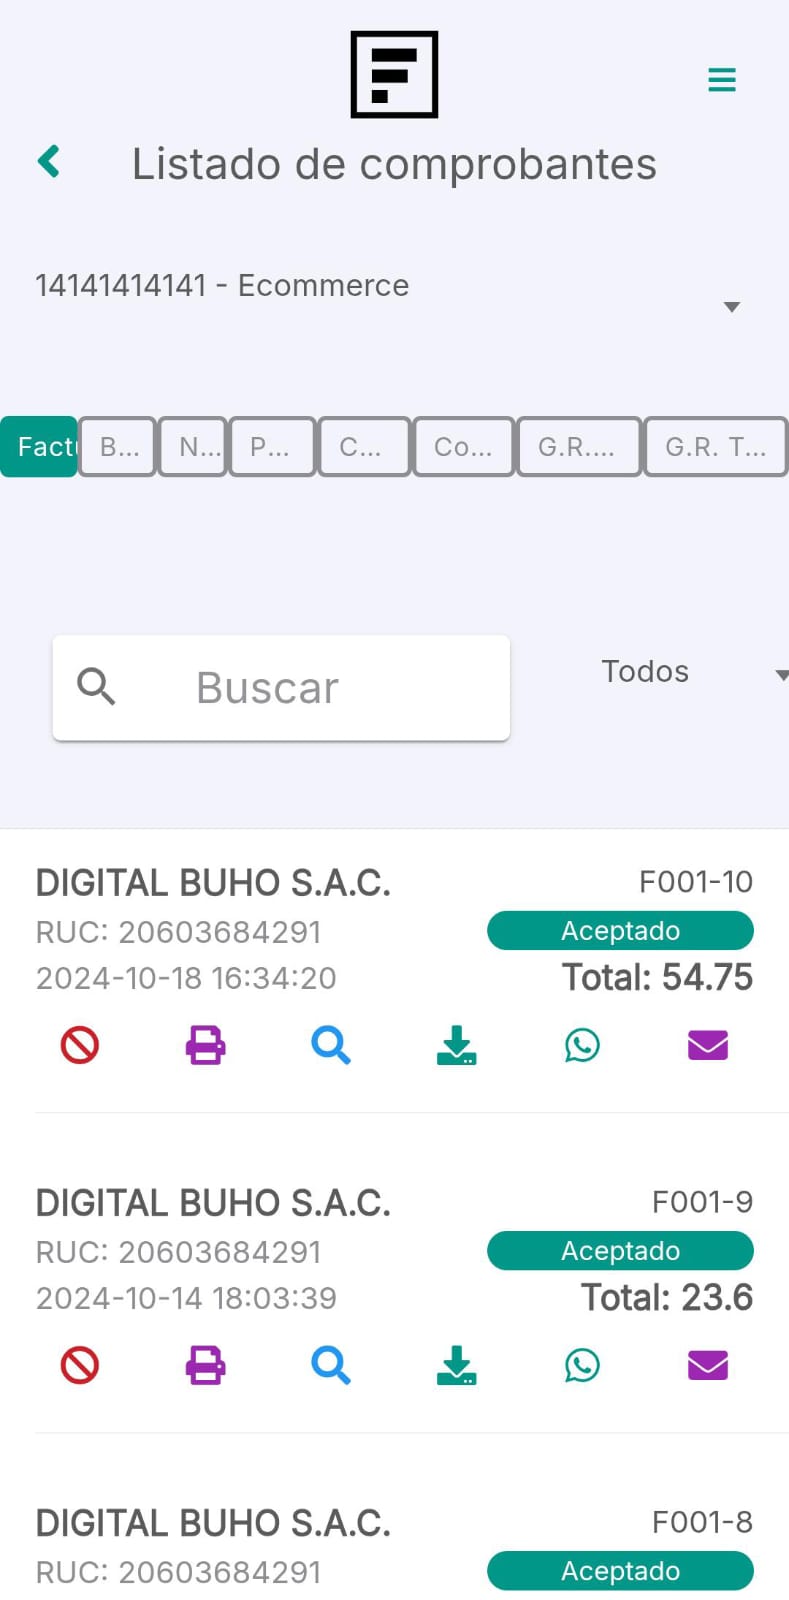 Listado de comprobantes
14141414141 - Ecommerce
Factu B... N... P... C... Co... G.R.... G.R. T...
Buscar Todos
DIGITAL BUHO S.A.C. F001-10
RUC: 20603684291 Aceptado
2024-10-18 16:34:20 Total: 54.75
DIGITAL BUHO S.A.C. F001-9
RUC: 20603684291 Aceptado
2024-10-14 18:03:39 Total: 23.6
DIGITAL BUHO S.A.C. F001-8
RUC: 20603684291 Aceptado